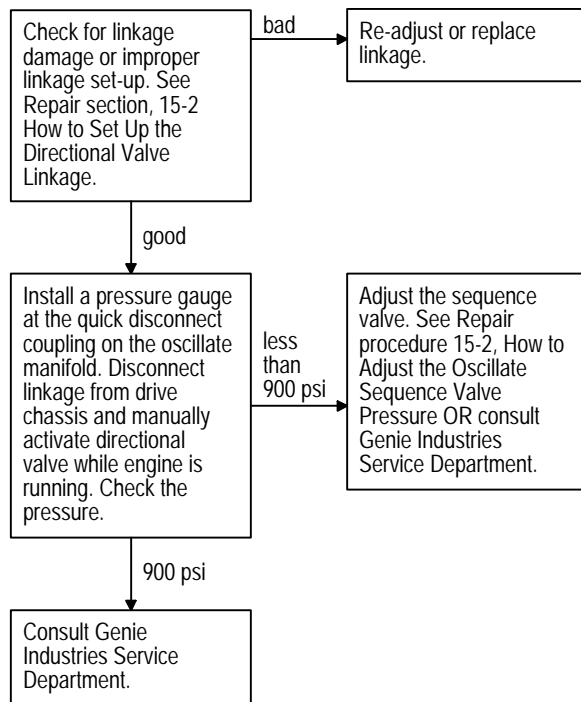 Check for linkage
damage or improper
linkage set-up. See
Repair section, 15-2
How to Set Up the
Directional Valve
Linkage.
bad
Re-adjust or replace
linkage.
good
Install a pressure gauge
at the quick disconnect
coupling on the oscillate
manifold. Disconnect
linkage from drive
chassis and manually
activate directional
valve while engine is
running. Check the
pressure.
less
than
900 psi
Adjust the sequence
valve. See Repair
procedure 15-2, How to
Adjust the Oscillate
Sequence Valve
Pressure OR consult
Genie Industries
Service Department.
900 psi
Consult Genie
Industries Service
Department.